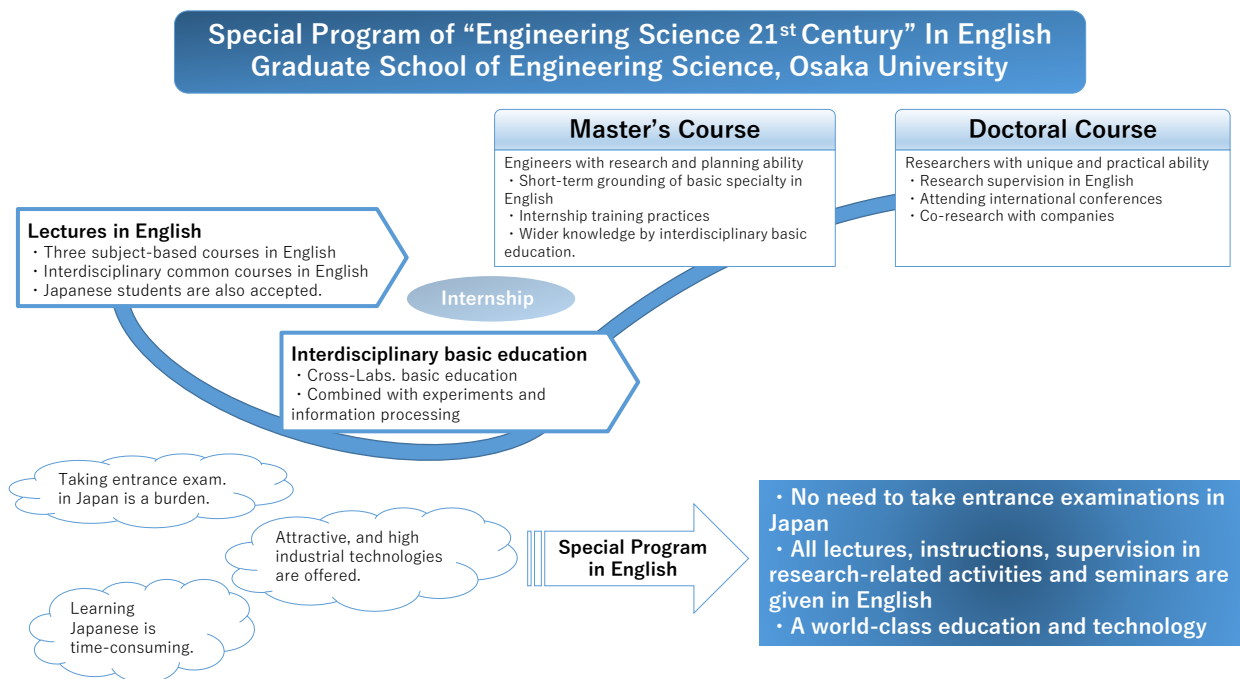 Special Program of “Engineering Science 21st Century” In English
Graduate School of Engineering Science, Osaka University
Master’s Course
Engineers with research and planning ability
・Short-term grounding of basic specialty in
English
・Internship training practices
・Wider knowledge by interdisciplinary basic
education.
Doctoral Course
Researchers with unique and practical ability
・Research supervision in English
・Attending international conferences
・Co-research with companies
Lectures in English
・Three subject-based courses in English
・Interdisciplinary common courses in English
・Japanese students are also accepted.
Internship
Interdisciplinary basic education
・Cross-Labs. basic education
・Combined with experiments and
information processing
Taking entrance exam.
in Japan is a burden.
Attractive, and high
industrial technologies
are offered.
Learning
Japanese is
time-consuming.
Special Program
in English
・No need to take entrance examinations in
Japan
・All lectures, instructions, supervision in
research-related activities and seminars are
given in English
・A world-class education and technology